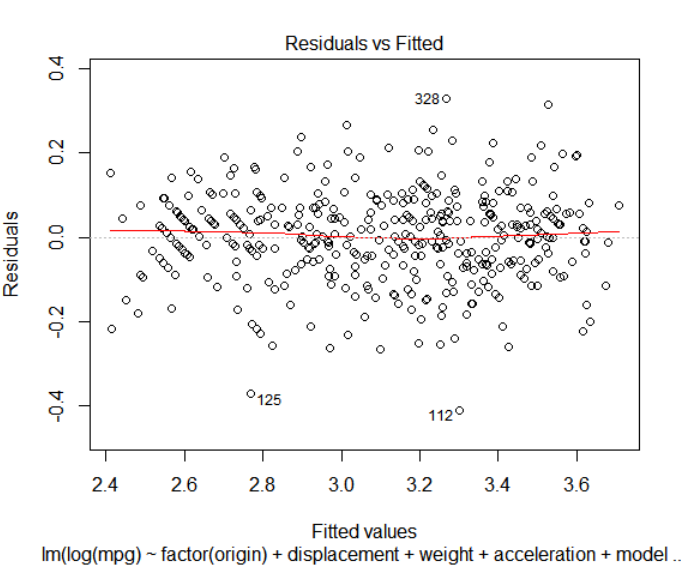 Residuals vs Fitted
0.4
0.2
0.0
-0.2
-0.4
Residuals
328
125
112
2.4 2.6 2.8 3.0 3.2 3.4 3.6
Fitted values
lm(log(mpg) ~ factor(origin) + displacement + weight + acceleration + model ..